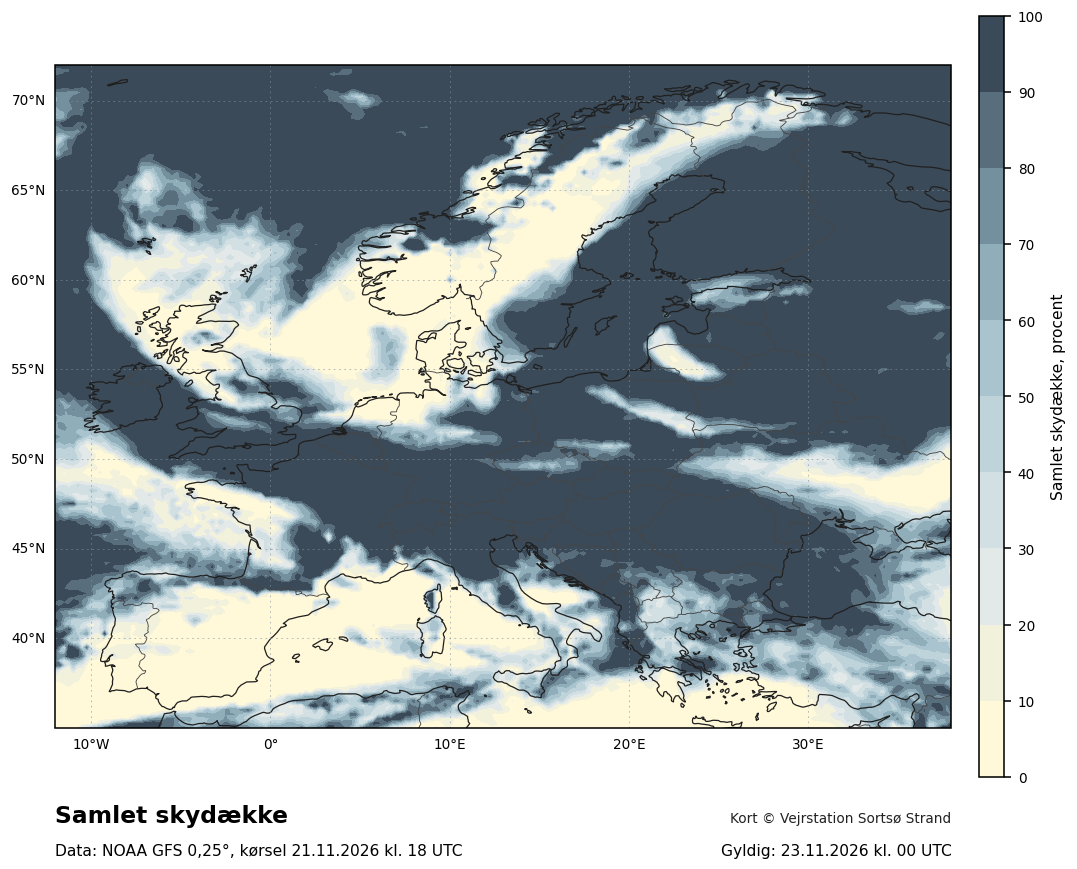 70°N
65°N
60°N
55°N
50°N
45°N
40°N
10°W
0°
10°E
20°E
30°E
100
90
80
70
60
50
40
30
20
10
0
Samlet skydække, procent
Samlet skydække
Kort © Vejrstation Sortsø Strand
Data: NOAA GFS 0,25°, kørsel 21.11.2026 kl. 18 UTC
Gyldig: 23.11.2026 kl. 00 UTC